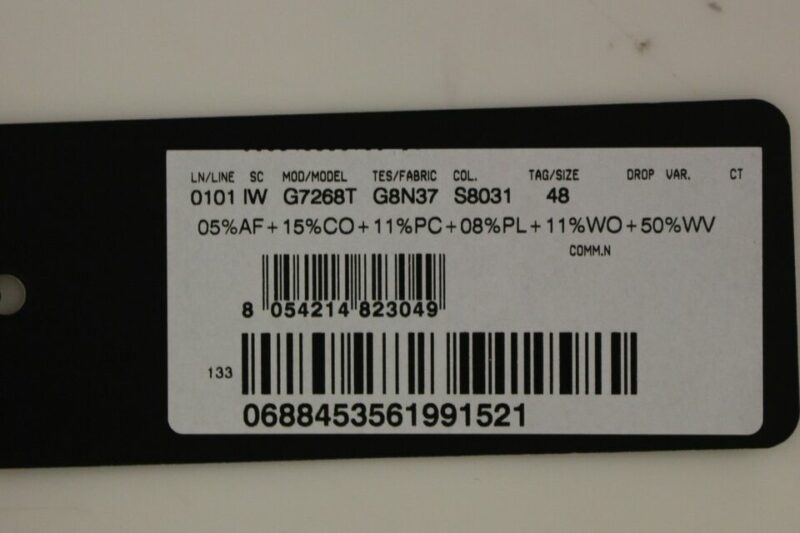 LN/LINE SC MOD/MODEL TES/FABRIC COL. TAG/SIZE DROP VAR. CT
0101 IW G7268T G8N37 S8031 48
05%AF+15%CO+11%PC+08%PL+11%WO+50%WV
COMM.N
8 054214 823049
133
0688453561991521